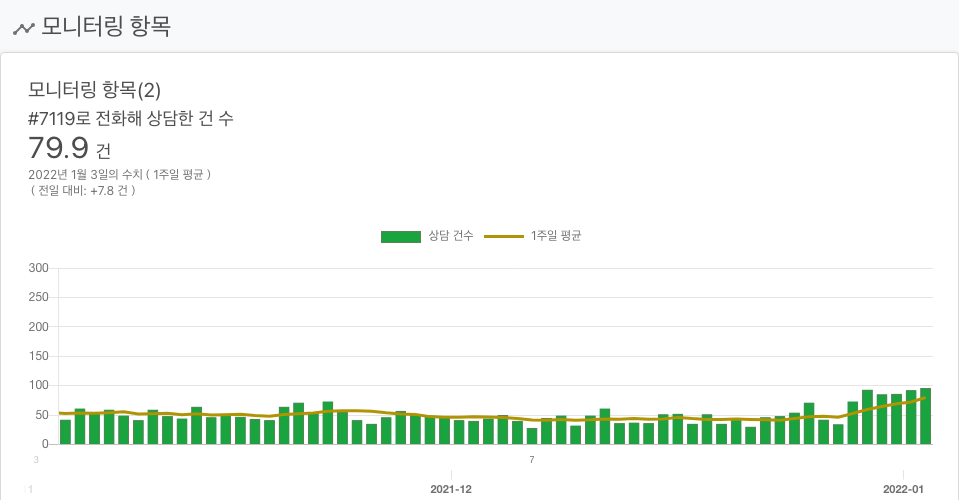 모니터링 항목
모니터링 항목(2)
#7119로 전화해 상담한 건 수
79.9 건
2022년 1월 3일의 수치 ( 1주일 평균 )
( 전일 대비: +7.8 건 )
상담 건수 1주일 평균
300
250
200
150
100
50
0
3 7
1 2021-12 2022-01